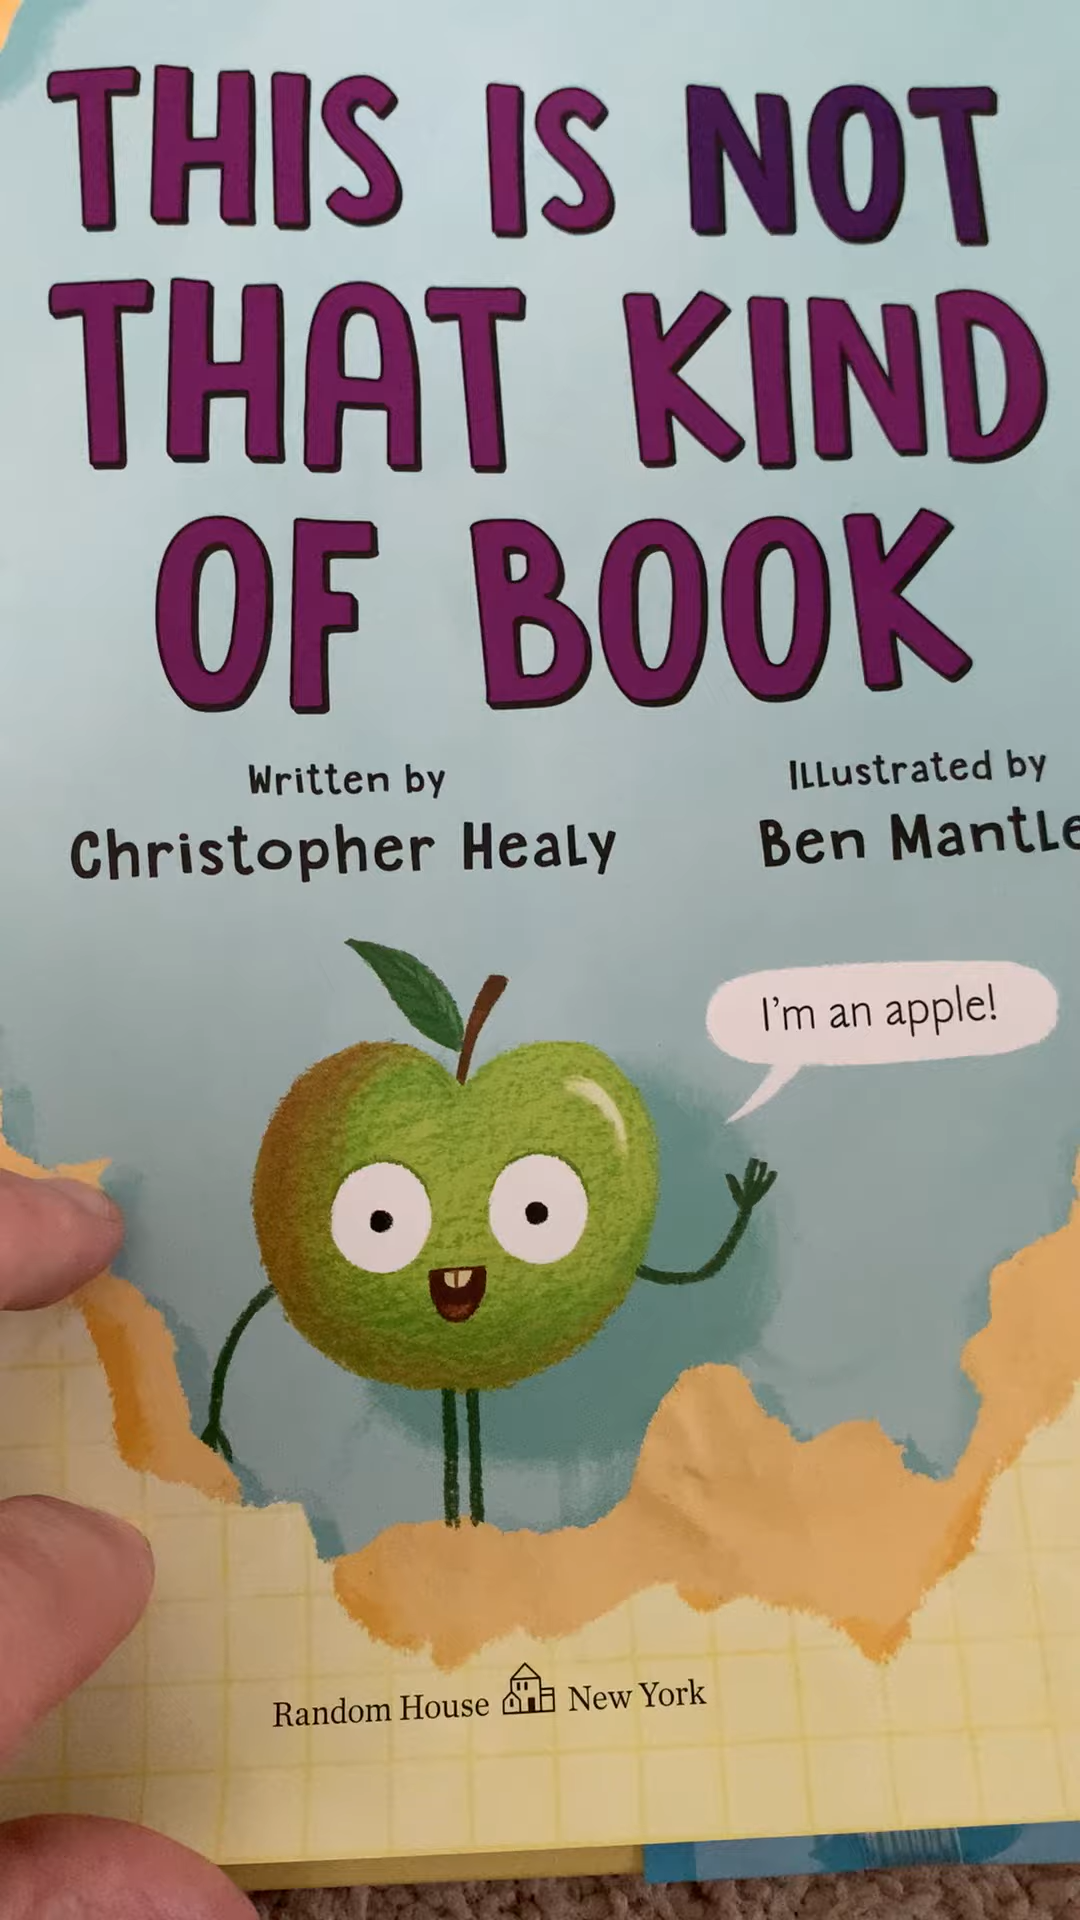 THIS IS NOT
THAT KIND
OF BOOK
Written by
Christopher Healy
Illustrated by
Ben Mantle
I'm an apple!
Random House New York